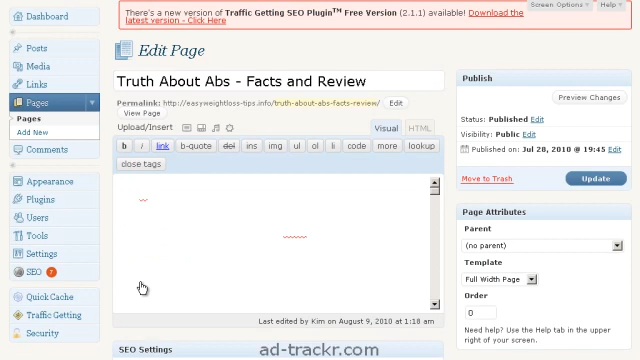 There's a new version of Traffic Getting SEO Plugin™ Free Version (2.1.1) available! Download the
latest version - Click Here
Screen Options
Help
Dashboard
Posts
Media
Links
Pages
Pages
Add New
Comments
Appearance
Plugins
Users
Tools
Settings
SEO 7
Quick Cache
Traffic Getting
Security
Edit Page
Truth About Abs - Facts and Review
Permalink: http://easyweightloss-tips.info/truth-about-abs-facts-review/ Edit
View Page
Upload/Insert
Visual HTML
b i link b-quote del ins img ul ol li code more lookup
close tags
Last edited by Kim on August 9, 2010 at 1:18 am
SEO Settings
Publish
Preview Changes
Status: Published Edit
Visibility: Public Edit
Published on: Jul 28, 2010 @ 19:45 Edit
Move to Trash
Update
Page Attributes
Parent
(no parent)
Template
Full Width Page
Order
0
Need help? Use the Help tab in the upper
right of your screen.
ad-trackr.com